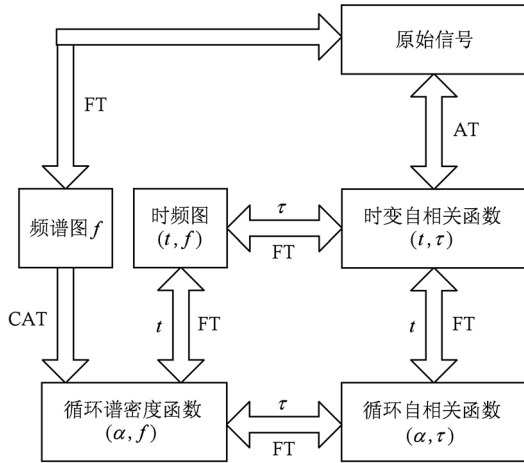 原始信号
FT
AT
频谱图 f
时频图
(t, f)
τ
FT
时变自相关函数
(t, τ)
CAT
t
FT
t
FT
循环谱密度函数
(α, f)
τ
FT
循环自相关函数
(α, τ)